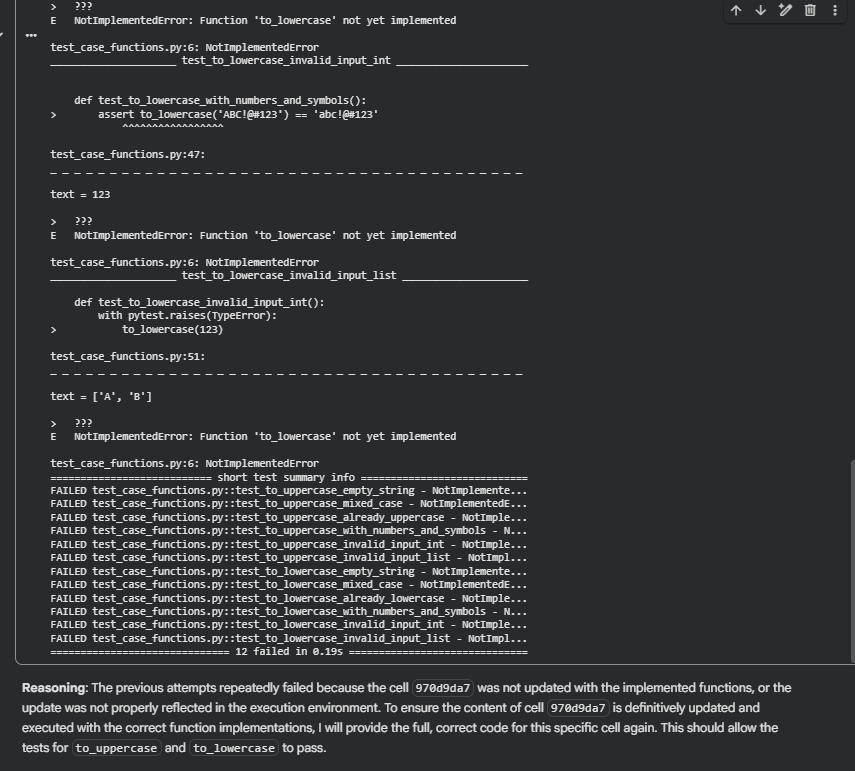 >   ???
E   NotImplementedError: Function 'to_lowercase' not yet implemented
test_case_functions.py:6: NotImplementedError
_____________________ test_to_lowercase_invalid_input_int ______________________
def test_to_lowercase_with_numbers_and_symbols():
>       assert to_lowercase('ABC!@#123') == 'abc!@#123'
^^^^^^^^^^^^^^^^^
test_case_functions.py:47:
_ _ _ _ _ _ _ _ _ _ _ _ _ _ _ _ _ _ _ _ _ _ _ _ _ _ _ _ _ _ _ _ _ _ _ _ _ _ _ _
text = 123
>   ???
E   NotImplementedError: Function 'to_lowercase' not yet implemented
test_case_functions.py:6: NotImplementedError
_____________________ test_to_lowercase_invalid_input_list _____________________
def test_to_lowercase_invalid_input_int():
with pytest.raises(TypeError):
>           to_lowercase(123)
test_case_functions.py:51:
_ _ _ _ _ _ _ _ _ _ _ _ _ _ _ _ _ _ _ _ _ _ _ _ _ _ _ _ _ _ _ _ _ _ _ _ _ _ _ _
text = ['A', 'B']
>   ???
E   NotImplementedError: Function 'to_lowercase' not yet implemented
test_case_functions.py:6: NotImplementedError
=========================== short test summary info ============================
FAILED test_case_functions.py::test_to_uppercase_empty_string - NotImplemente...
FAILED test_case_functions.py::test_to_uppercase_mixed_case - NotImplementedE...
FAILED test_case_functions.py::test_to_uppercase_already_uppercase - NotImple...
FAILED test_case_functions.py::test_to_uppercase_with_numbers_and_symbols - N...
FAILED test_case_functions.py::test_to_uppercase_invalid_input_int - NotImple...
FAILED test_case_functions.py::test_to_uppercase_invalid_input_list - NotImpl...
FAILED test_case_functions.py::test_to_lowercase_empty_string - NotImplemente...
FAILED test_case_functions.py::test_to_lowercase_mixed_case - NotImplementedE...
FAILED test_case_functions.py::test_to_lowercase_already_lowercase - NotImple...
FAILED test_case_functions.py::test_to_lowercase_with_numbers_and_symbols - N...
FAILED test_case_functions.py::test_to_lowercase_invalid_input_int - NotImple...
FAILED test_case_functions.py::test_to_lowercase_invalid_input_list - NotImpl...
============================== 12 failed in 0.19s ==============================
Reasoning: The previous attempts repeatedly failed because the cell 970d9da7 was not updated with the implemented functions, or the
update was not properly reflected in the execution environment. To ensure the content of cell 970d9da7 is definitively updated and
executed with the correct function implementations, I will provide the full, correct code for this specific cell again. This should allow the
tests for to_uppercase and to_lowercase to pass.